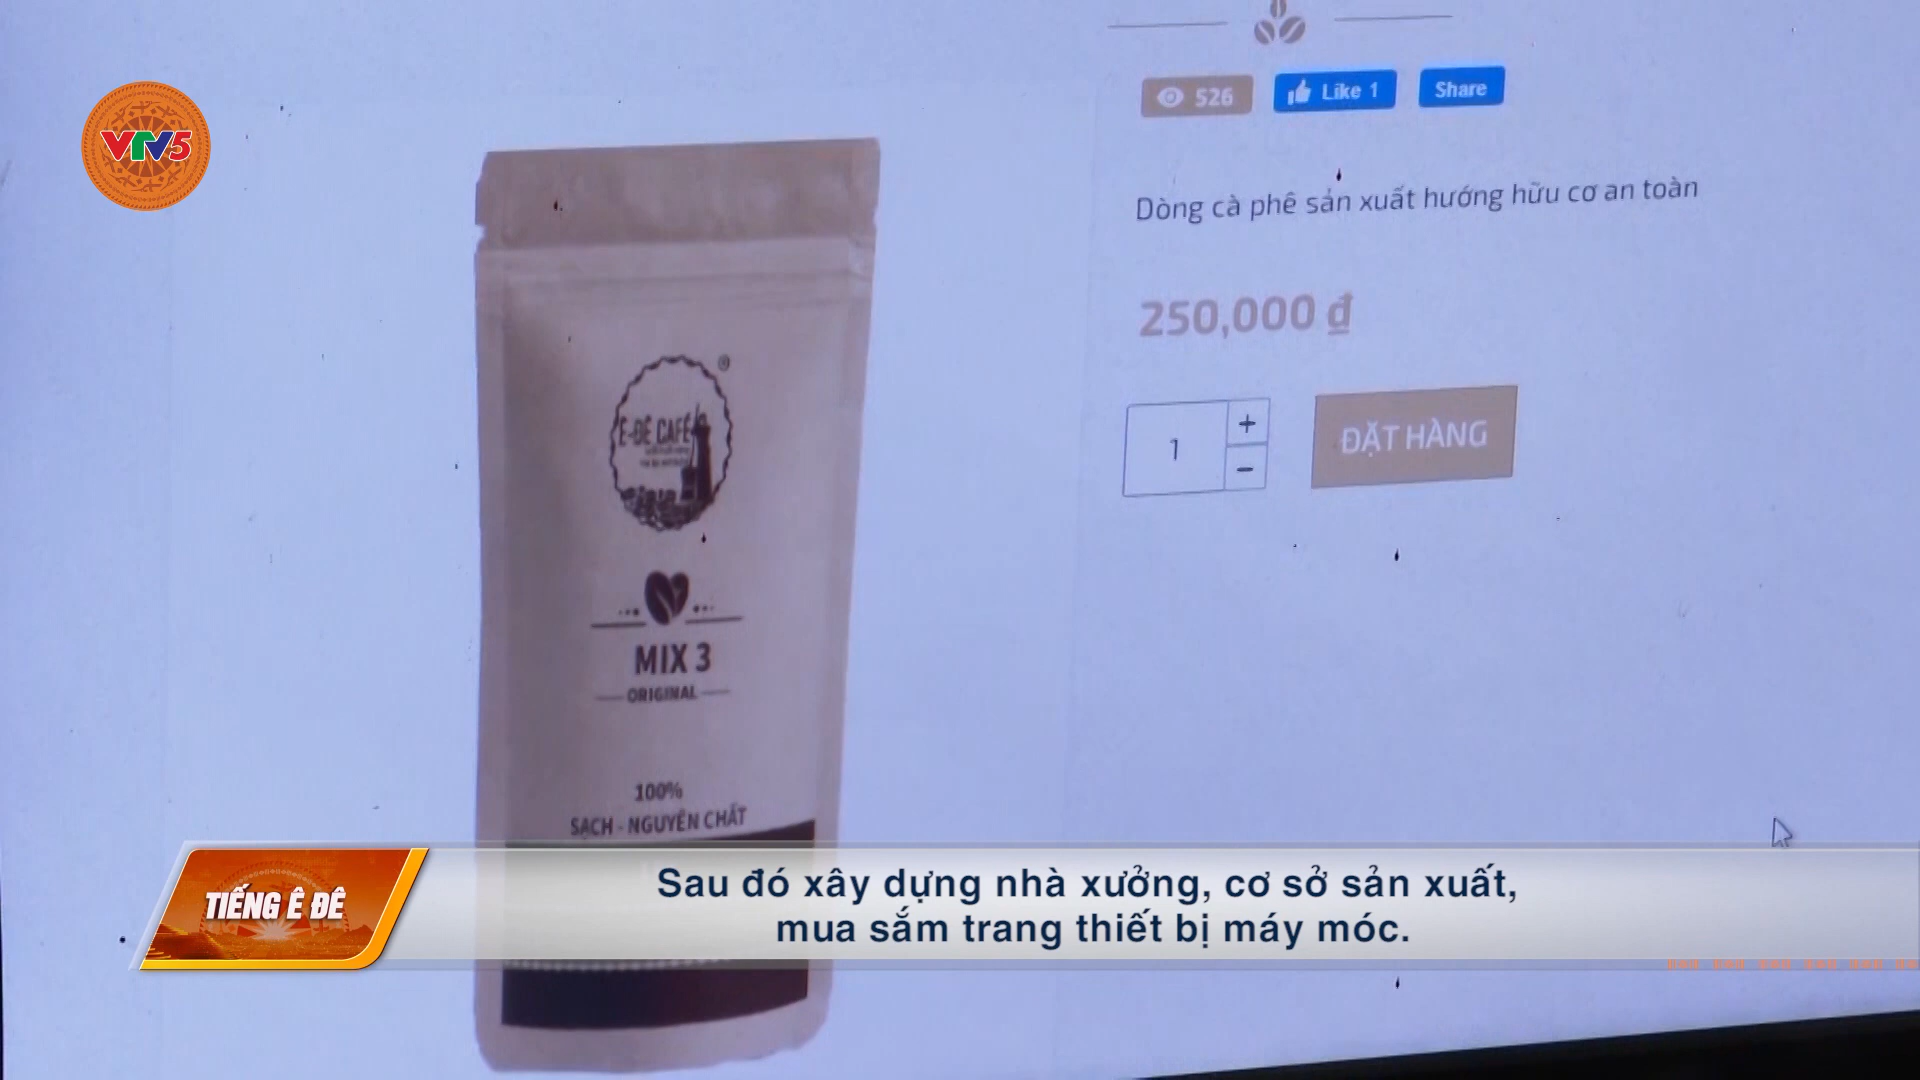 VTV5
526
Like 1
Share
Dòng cà phê sản xuất hướng hữu cơ an toàn
250,000 đ
1
+
-
ĐẶT HÀNG
®
Ê-ĐÊ CAFÉ
MIX 3
ORIGINAL
100%
SẠCH - NGUYÊN CHẤT
TIẾNG Ê ĐÊ
Sau đó xây dựng nhà xưởng, cơ sở sản xuất,
mua sắm trang thiết bị máy móc.